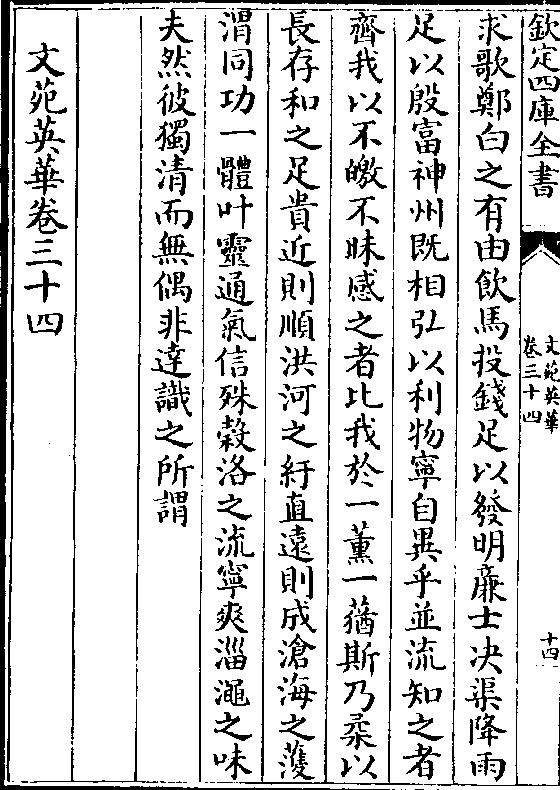 欽定四庫全書
文苑英華
卷三十四
十四
求歌鄭白之有由飲馬投錢足以發明廉士决渠降雨
足以殷富神州既相弘以利物寧自異乎並流知之者
齊我以不皦不昧感之者比我於一薫一蕕斯乃柔以
長存和之足貴近則順洪河之紆直遠則成滄海之
渭同功一體叶靈通氣信殊榖洛之流寧爽淄澠之味
夫然彼獨清而無偶非達識之所謂
文苑英華卷三十四